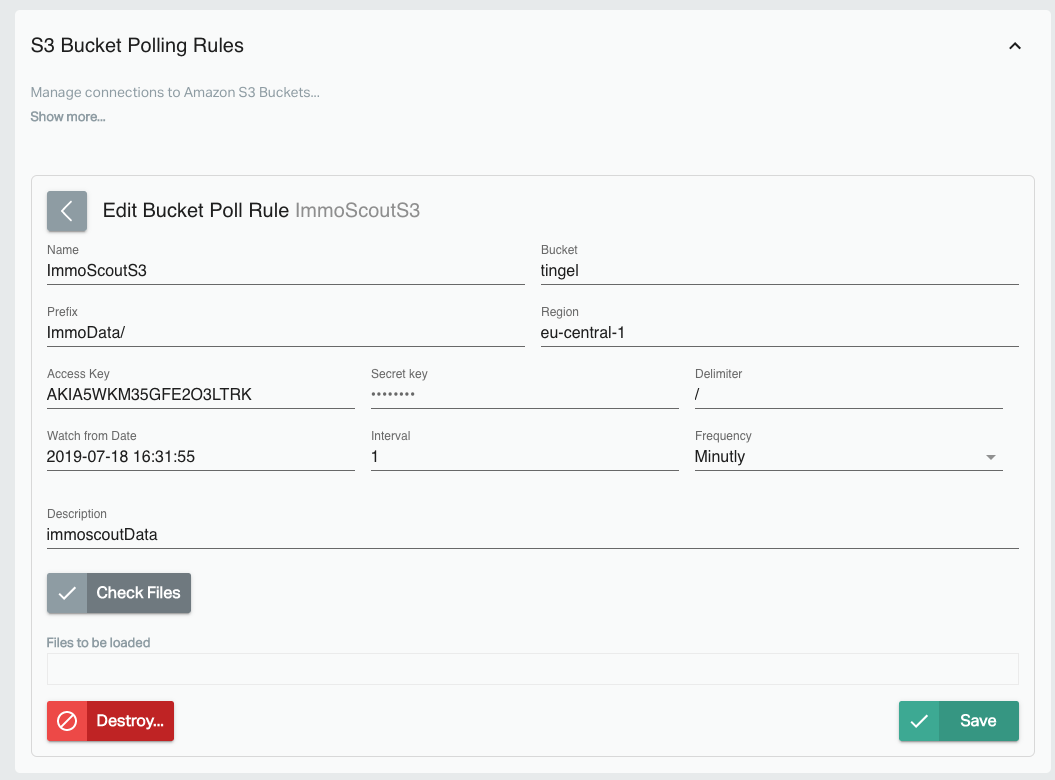 S3 Bucket Polling Rules
Manage connections to Amazon S3 Buckets...
Show more...
Edit Bucket Poll Rule ImmoScoutS3
Name
ImmoScoutS3
Bucket
tingel
Prefix
ImmoData/
Region
eu-central-1
Access Key
AKIA5WKM35GFE2O3LTRK
Secret key
••••••••
Delimiter
/
Watch from Date
2019-07-18 16:31:55
Interval
1
Frequency
Minutly
Description
immoscoutData
Check Files
Files to be loaded
Destroy...
Save